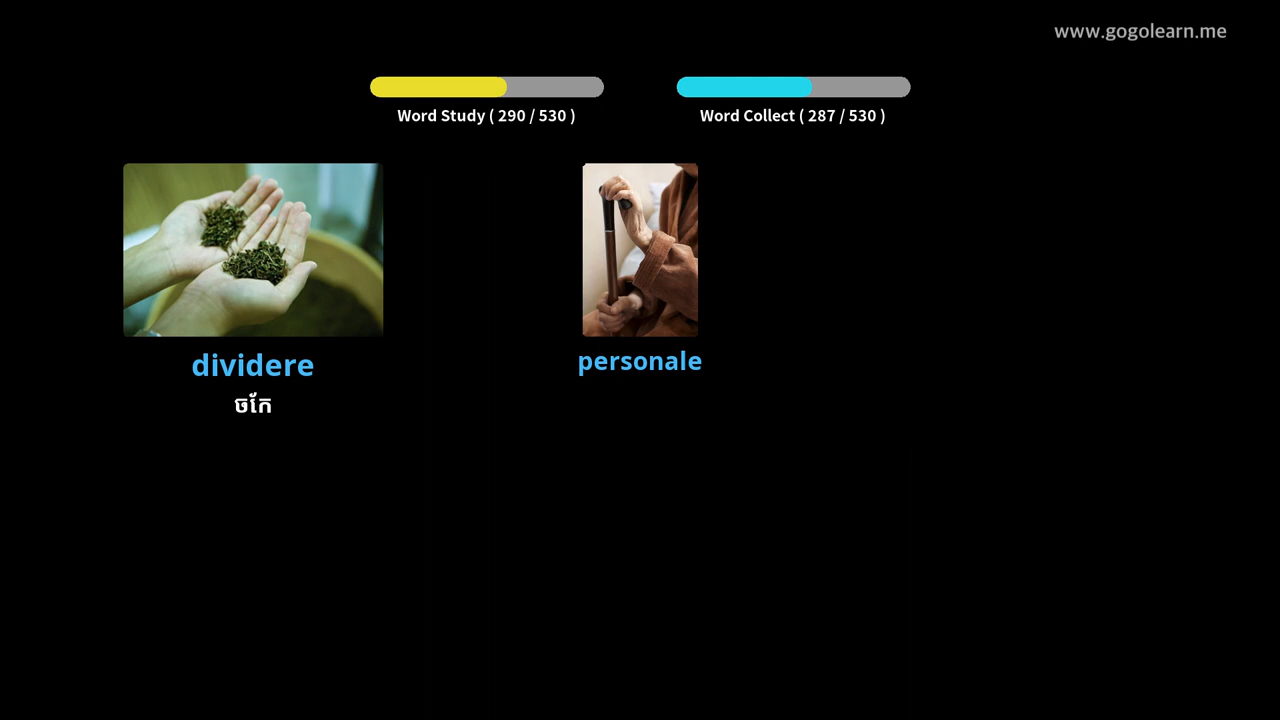 www.gogolearn.me
Word Study ( 290 / 530 )
Word Collect ( 287 / 530 )
dividere
ចែក
personale